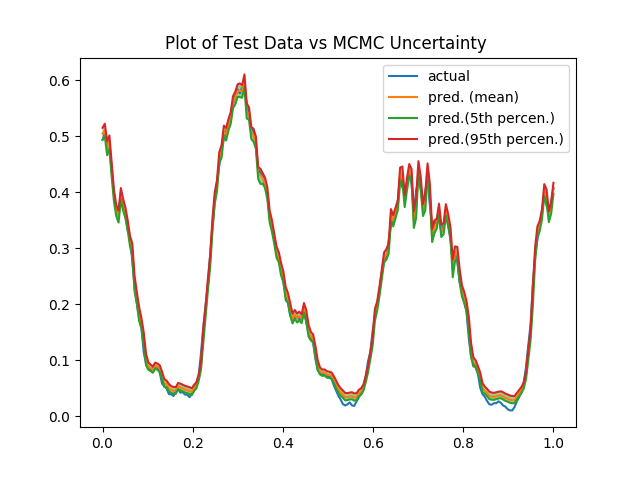 Plot of Test Data vs MCMC Uncertainty
actual
pred. (mean)
pred.(5th percen.)
pred.(95th percen.)
0.6
0.5
0.4
0.3
0.2
0.1
0.0
0.0 0.2 0.4 0.6 0.8 1.0